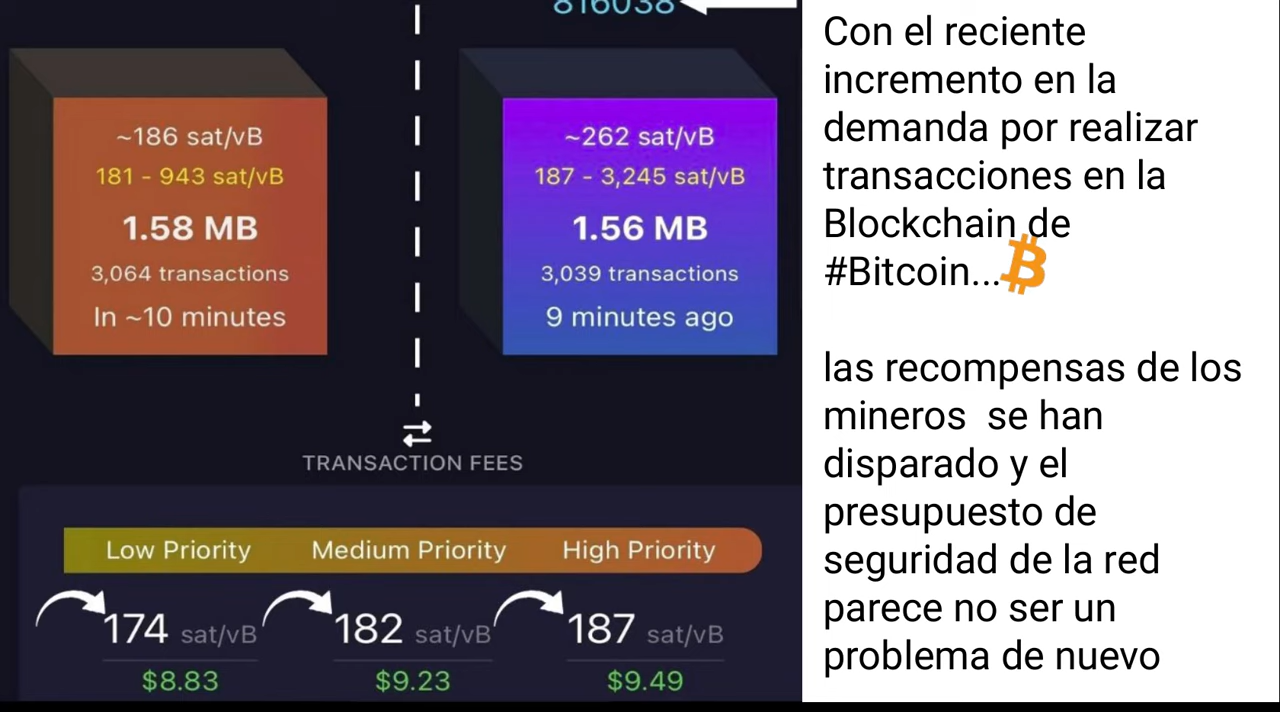 816038
~186 sat/vB
181 - 943 sat/vB
1.58 MB
3,064 transactions
In ~10 minutes
~262 sat/vB
187 - 3,245 sat/vB
1.56 MB
3,039 transactions
9 minutes ago
TRANSACTION FEES
Low Priority Medium Priority High Priority
174 sat/vB 182 sat/vB 187 sat/vB
$8.83 $9.23 $9.49
Con el reciente
incremento en la
demanda por realizar
transacciones en la
Blockchain de
#Bitcoin...
las recompensas de los
mineros  se han
disparado y el
presupuesto de
seguridad de la red
parece no ser un
problema de nuevo